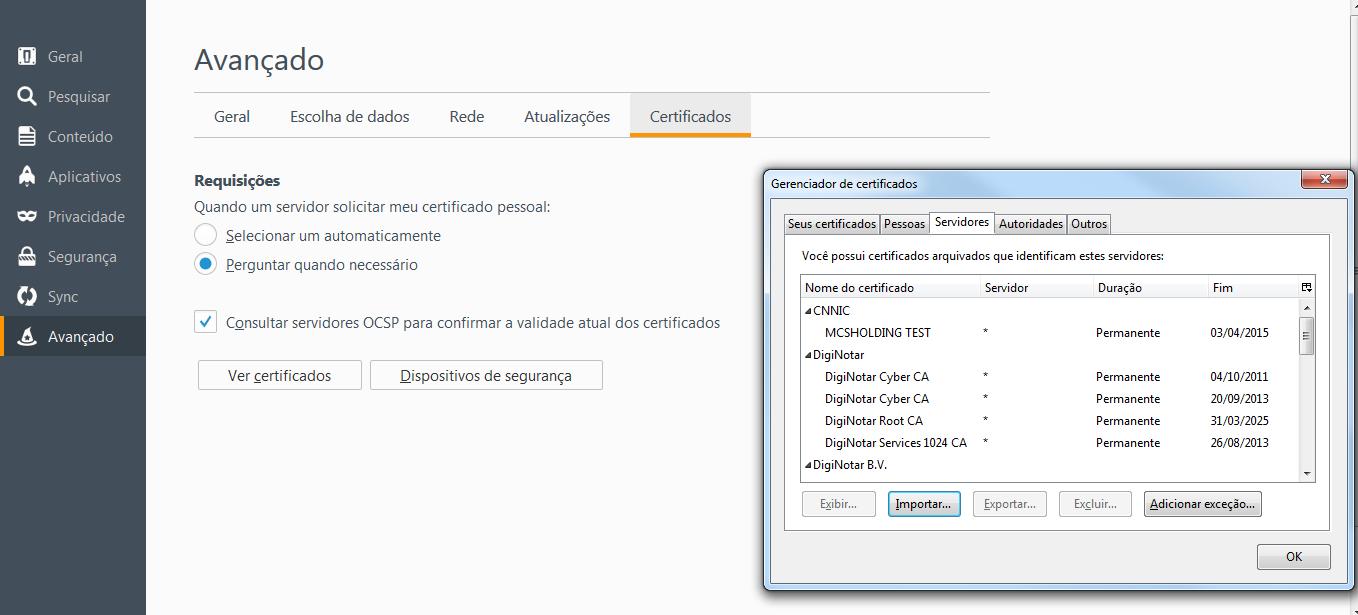 Geral
Pesquisar
Conteúdo
Aplicativos
Privacidade
Segurança
Sync
Avançado
Avançado
Geral Escolha de dados Rede Atualizações Certificados
Requisições
Quando um servidor solicitar meu certificado pessoal:
Selecionar um automaticamente
Perguntar quando necessário
Consultar servidores OCSP para confirmar a validade atual dos certificados
Ver certificados Dispositivos de segurança
Gerenciador de certificados
Seus certificados Pessoas Servidores Autoridades Outros
Você possui certificados arquivados que identificam estes servidores:
Nome do certificado Servidor Duração Fim
CNNIC
MCSHOLDING TEST * Permanente 03/04/2015
DigiNotar
DigiNotar Cyber CA * Permanente 04/10/2011
DigiNotar Cyber CA * Permanente 20/09/2013
DigiNotar Root CA * Permanente 31/03/2025
DigiNotar Services 1024 CA * Permanente 26/08/2013
DigiNotar B.V.
Exibir... Importar... Exportar... Excluir... Adicionar exceção...
OK